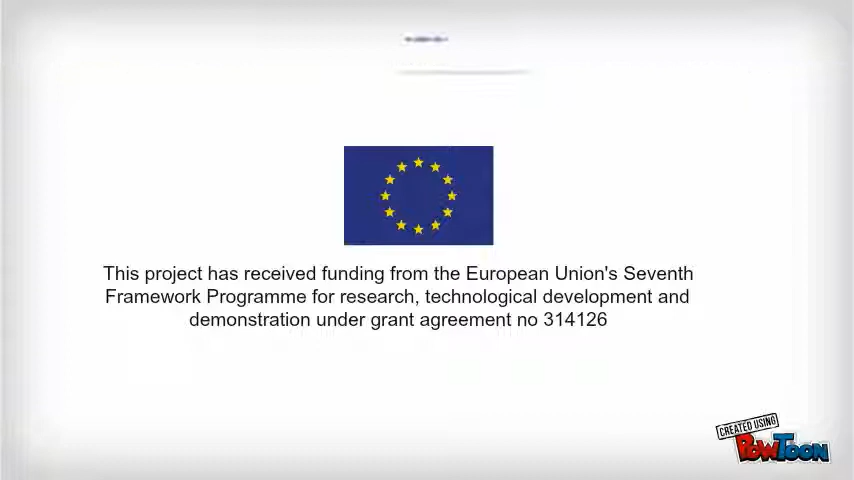 This project has received funding from the European Union's Seventh
Framework Programme for research, technological development and
demonstration under grant agreement no 314126
CREATED USING
PowToon